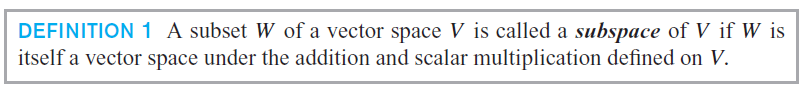 DEFINITION 1 A subset W of a vector space V is called a subspace of V if W is
itself a vector space under the addition and scalar multiplication defined on V.